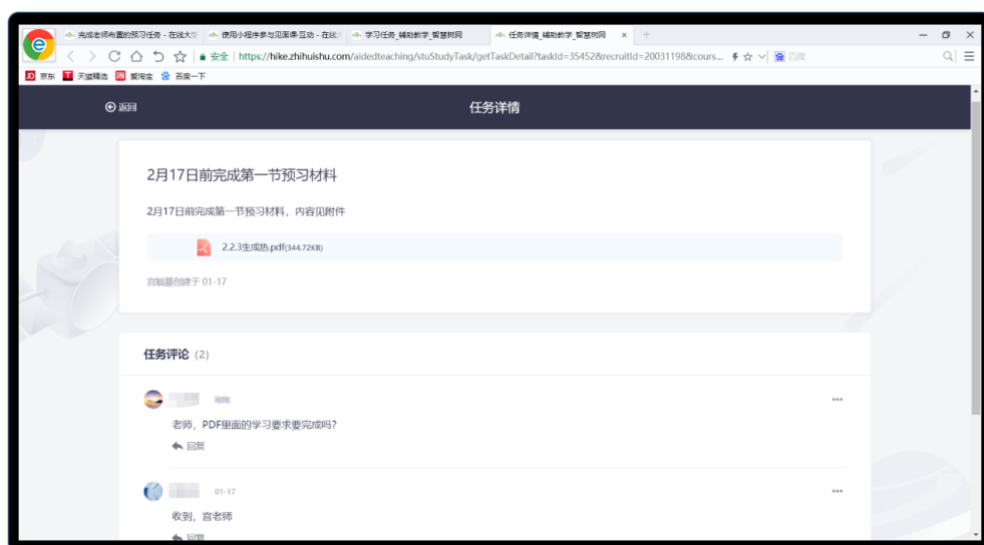 完成老师布置的预习任务 - 在线大学
使用小程序参与见面课互动 - 在线
学习任务_辅助教学_智慧树网
任务详情_辅助教学_智慧树网
安全
https://hike.zhihuishu.com/aidedteaching/stuStudyTask/getTaskDetail?taskId=35452&recruitId=20031198&cours...
百度
京东 天猫精选 爱淘宝 百度一下
返回
任务详情
2月17日前完成第一节预习材料
2月17日前完成第一节预习材料，内容见附件
2.2.3生成热.pdf(344.72KB)
创建于 01-17
任务评论 (2)
刚刚
老师，PDF里面的学习要求要完成吗?
回复
01-17
收到，宫老师
回复